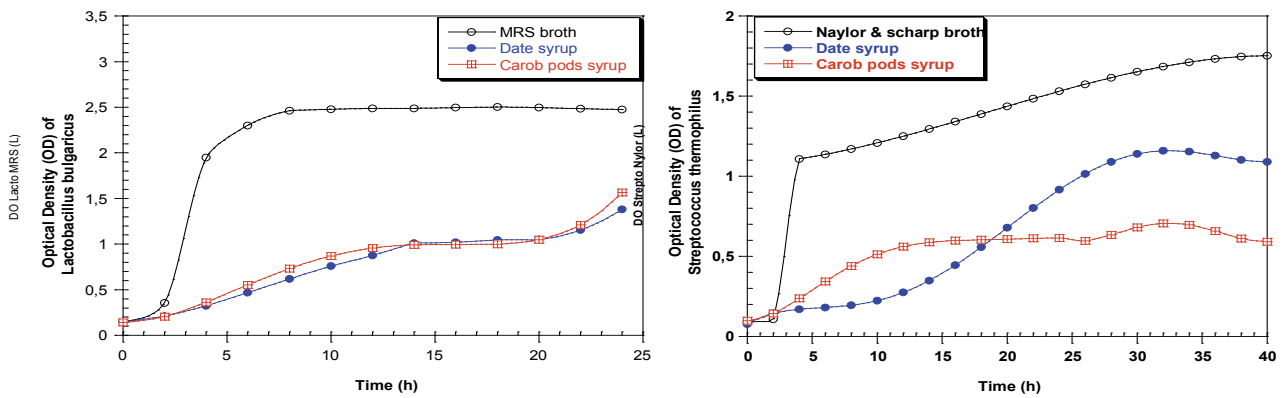 3,5
3
2,5
2
1,5
1
0,5
0
0
5
10
15
20
25
MRS broth
Date syrup
Carob pods syrup
DO Lacto MRS (L)
Optical Density (OD) of
Lactobacillus bulgaricus
Time (h)
2
1,5
1
0,5
0
0
5
10
15
20
25
30
35
40
Naylor & scharp broth
Date syrup
Carob pods syrup
DO Strepto Nylor (L)
Optical Density (OD) of
Streptococcus thermophilus
Time (h)